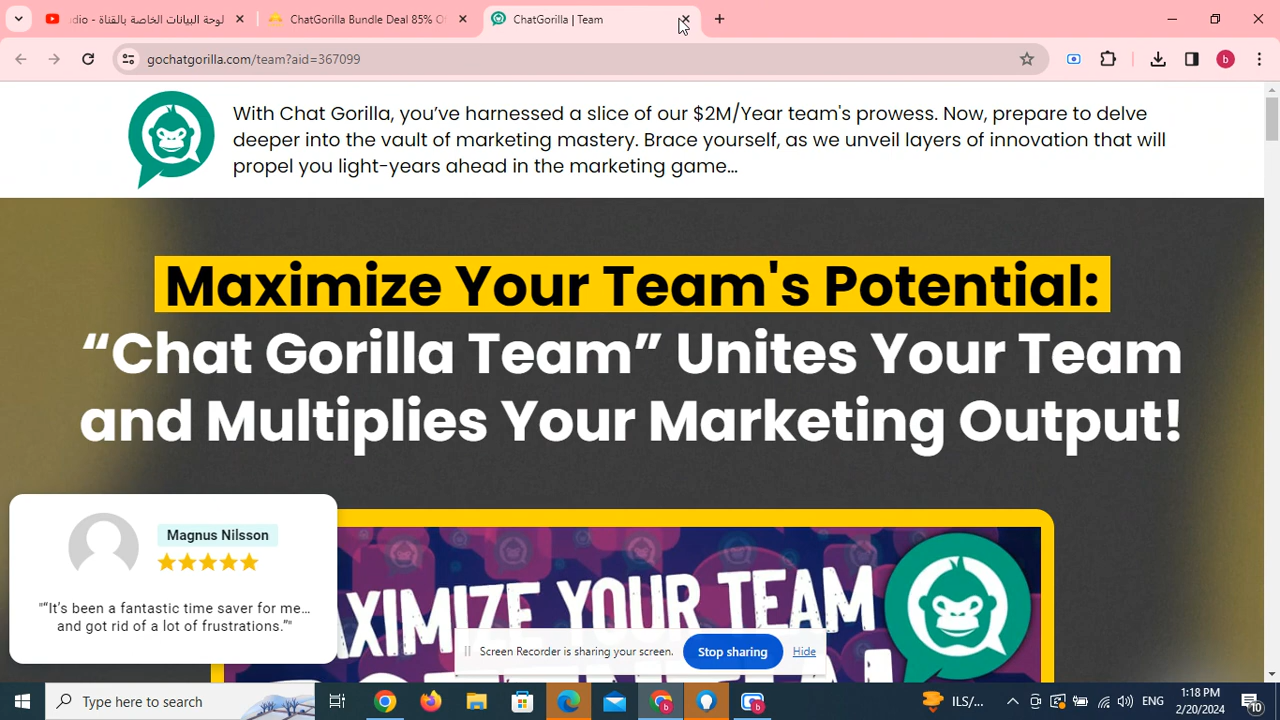 لوحة البيانات الخاصة بالقناة - dio
ChatGorilla Bundle Deal 85% O
ChatGorilla | Team
gochatgorilla.com/team?aid=367099
b
With Chat Gorilla, you’ve harnessed a slice of our $2M/Year team's prowess. Now, prepare to delve
deeper into the vault of marketing mastery. Brace yourself, as we unveil layers of innovation that will
propel you light-years ahead in the marketing game…
Maximize Your Team's Potential:
“Chat Gorilla Team” Unites Your Team
and Multiplies Your Marketing Output!
Magnus Nilsson
"“It’s been a fantastic time saver for me…
and got rid of a lot of frustrations.”"
AXIMIZE YOUR TEAM
Screen Recorder is sharing your screen.
Stop sharing
Hide
Type here to search
ILS/...
ENG
1:18 PM
2/20/2024
10